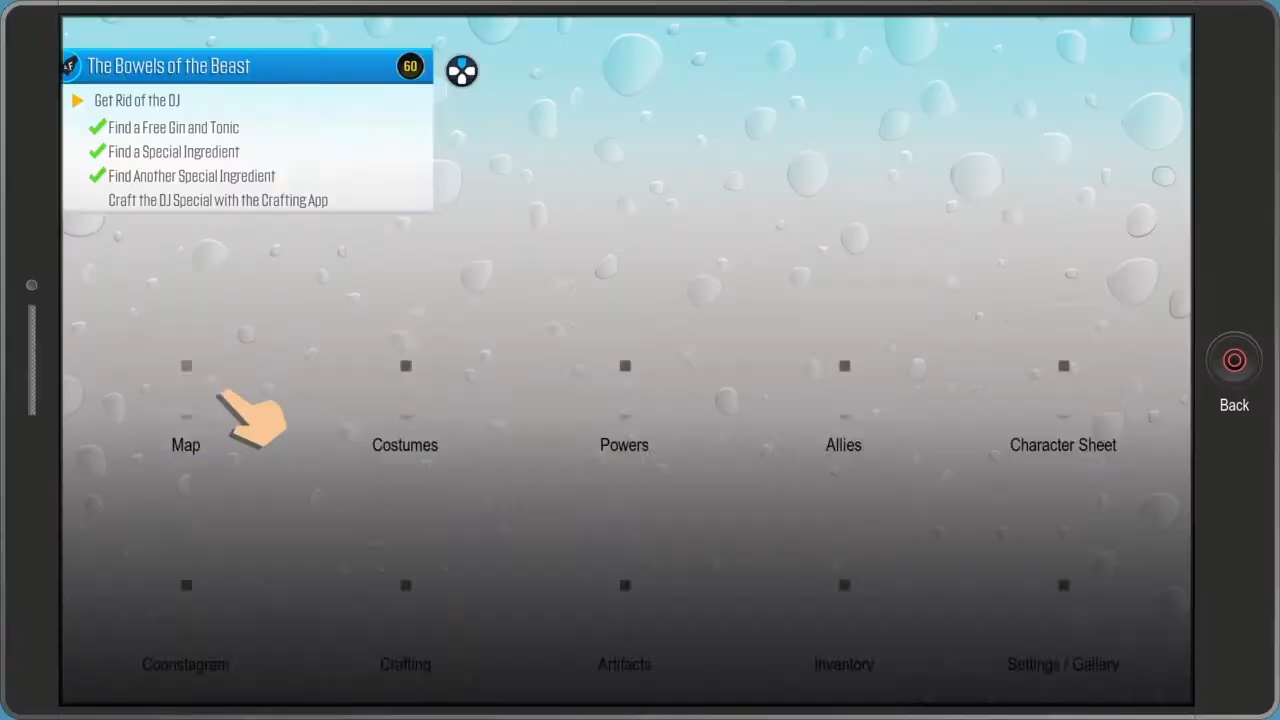 The Bowels of the Beast
60
Get Rid of the DJ
Find a Free Gin and Tonic
Find a Special Ingredient
Find Another Special Ingredient
Craft the DJ Special with the Crafting App
Back
Map Costumes Powers Allies Character Sheet
Coonstagram Crafting Artifacts Inventory Settings / Gallery